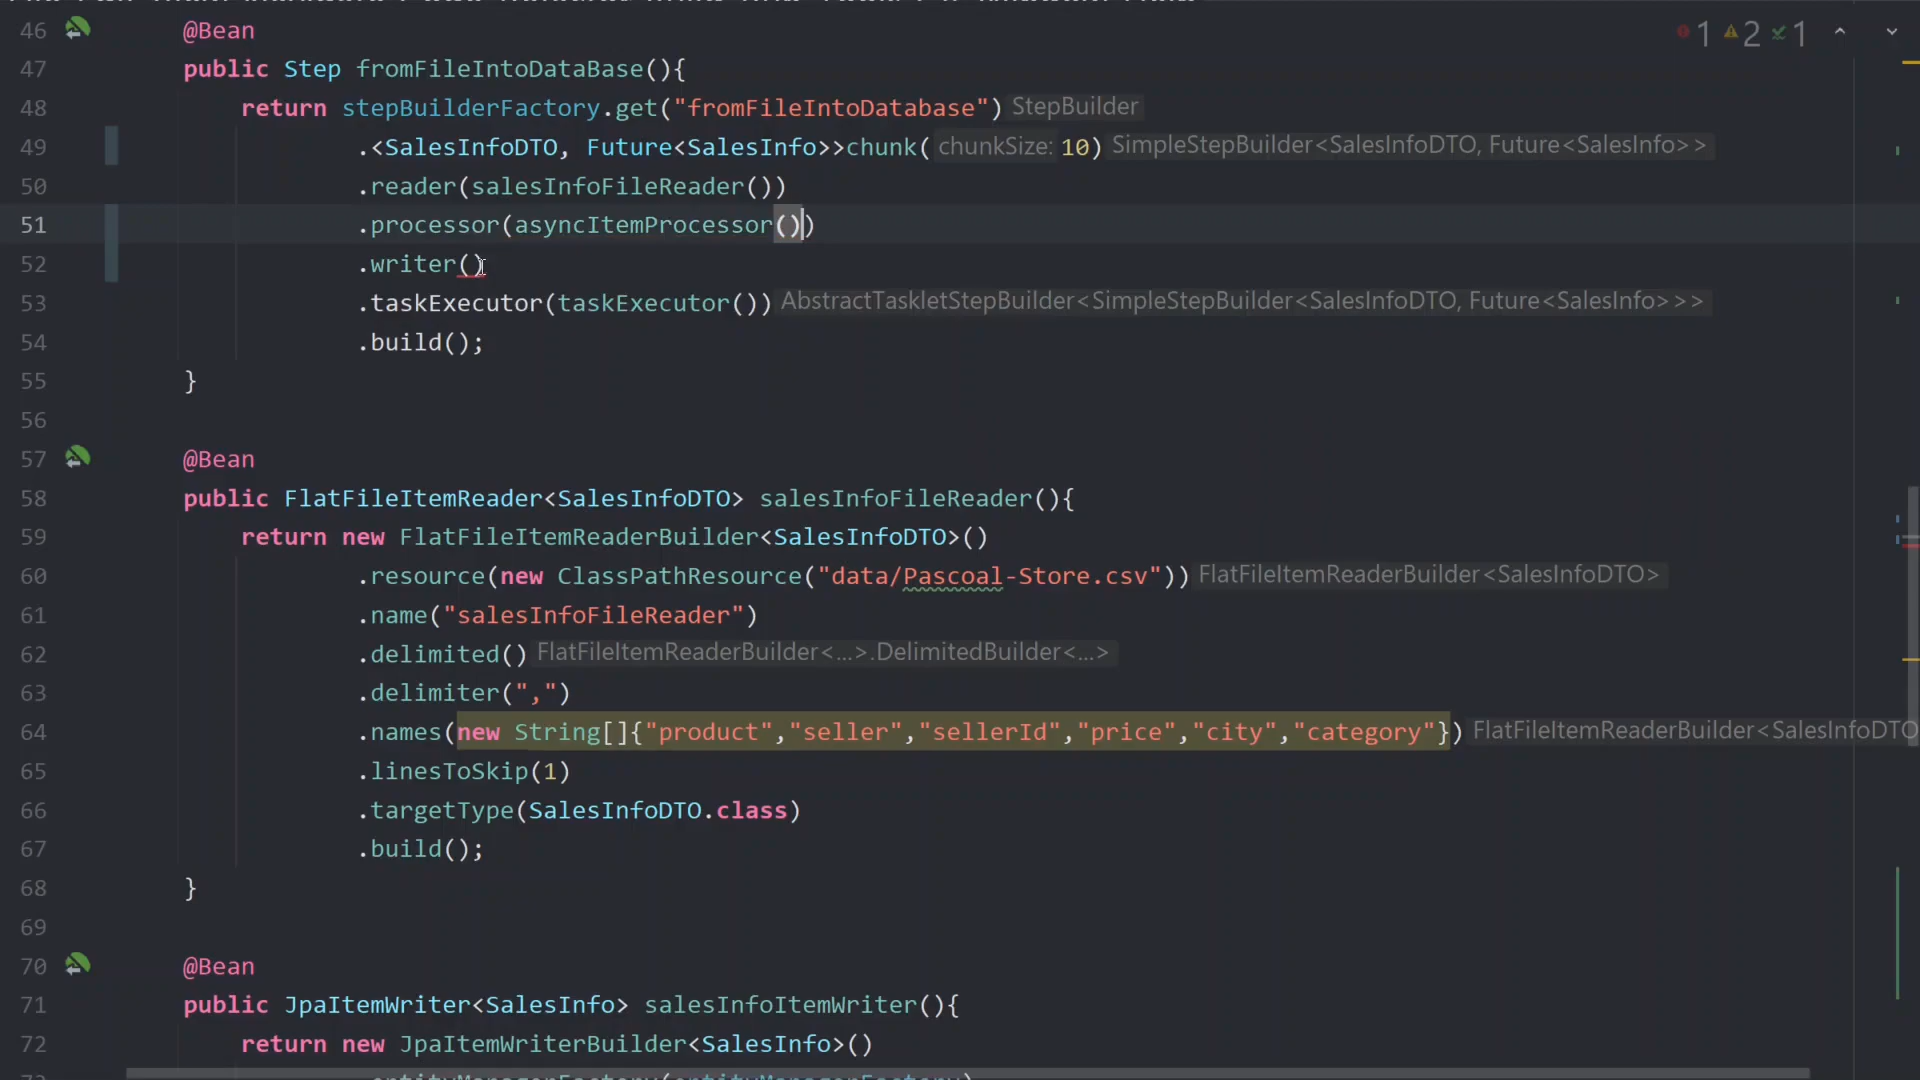 46 @Bean
47 public Step fromFileIntoDataBase(){
48 return stepBuilderFactory.get("fromFileIntoDatabase") StepBuilder
49 .<SalesInfoDTO, Future<SalesInfo>>chunk( chunkSize: 10) SimpleStepBuilder<SalesInfoDTO, Future<SalesInfo>>
50 .reader(salesInfoFileReader())
51 .processor(asyncItemProcessor())
52 .writer()
53 .taskExecutor(taskExecutor()) AbstractTaskletStepBuilder<SimpleStepBuilder<SalesInfoDTO, Future<SalesInfo>>>
54 .build();
55 }
56
57 @Bean
58 public FlatFileItemReader<SalesInfoDTO> salesInfoFileReader(){
59 return new FlatFileItemReaderBuilder<SalesInfoDTO>()
60 .resource(new ClassPathResource("data/Pascoal-Store.csv")) FlatFileItemReaderBuilder<SalesInfoDTO>
61 .name("salesInfoFileReader")
62 .delimited() FlatFileItemReaderBuilder<...>.DelimitedBuilder<...>
63 .delimiter(",")
64 .names(new String[]{"product","seller","sellerId","price","city","category"}) FlatFileItemReaderBuilder<SalesInfoDTO
65 .linesToSkip(1)
66 .targetType(SalesInfoDTO.class)
67 .build();
68 }
69
70 @Bean
71 public JpaItemWriter<SalesInfo> salesInfoItemWriter(){
72 return new JpaItemWriterBuilder<SalesInfo>()
1 2 1